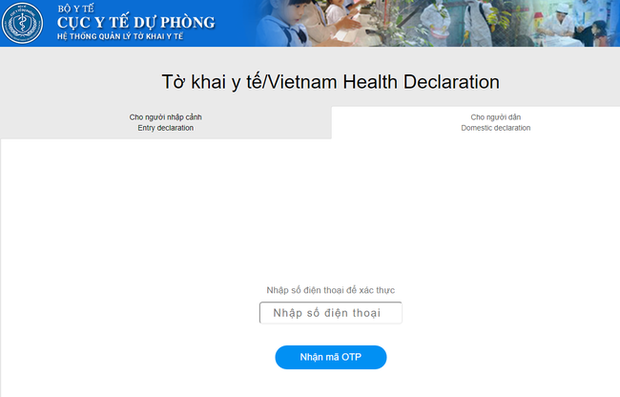 BỘ Y TẾ
CỤC Y TẾ DỰ PHÒNG
HỆ THỐNG QUẢN LÝ TỜ KHAI Y TẾ
Tờ khai y tế/Vietnam Health Declaration
Cho người nhập cảnh
Entry declaration
Cho người dân
Domestic declaration
Nhập số điện thoại để xác thực
Nhập số điện thoại
Nhận mã OTP